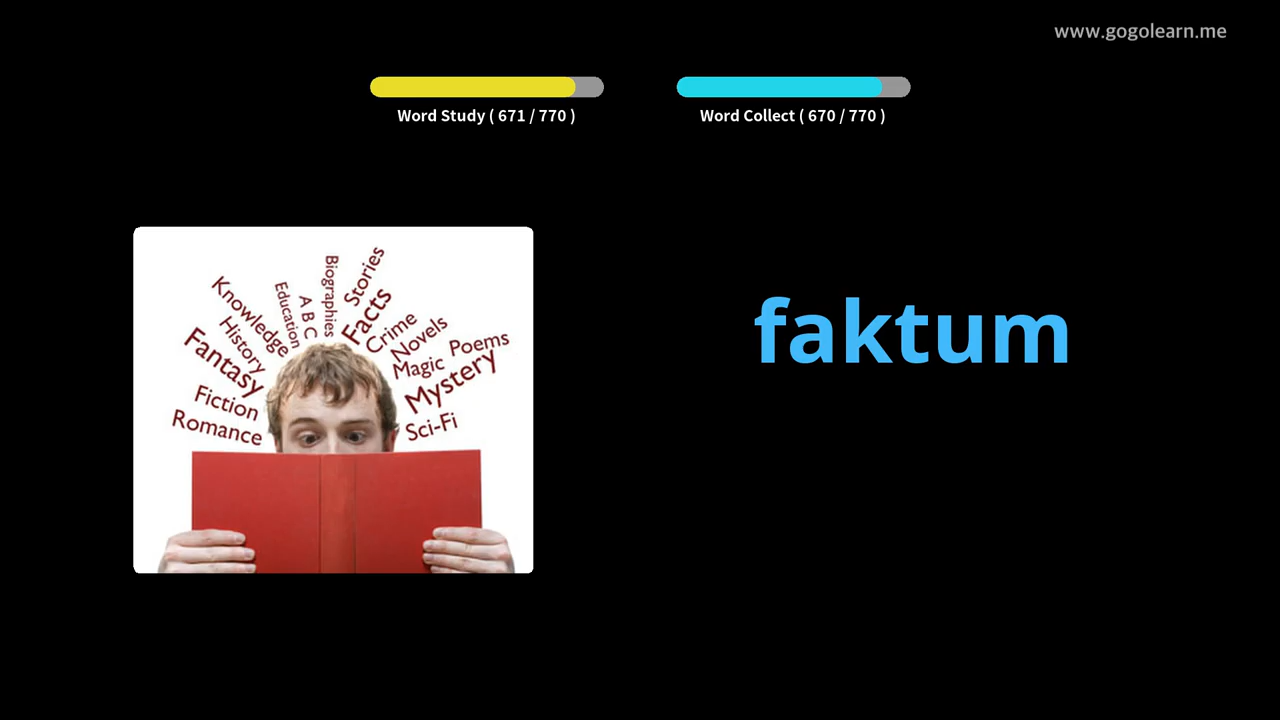 www.gogolearn.me
Word Study ( 671 / 770 )
Word Collect ( 670 / 770 )
faktum
Knowledge
Education
A B C
Biographies
Stories
Facts
History
Crime
Novels
Fantasy
Magic
Poems
Mystery
Fiction
Romance
Sci-Fi